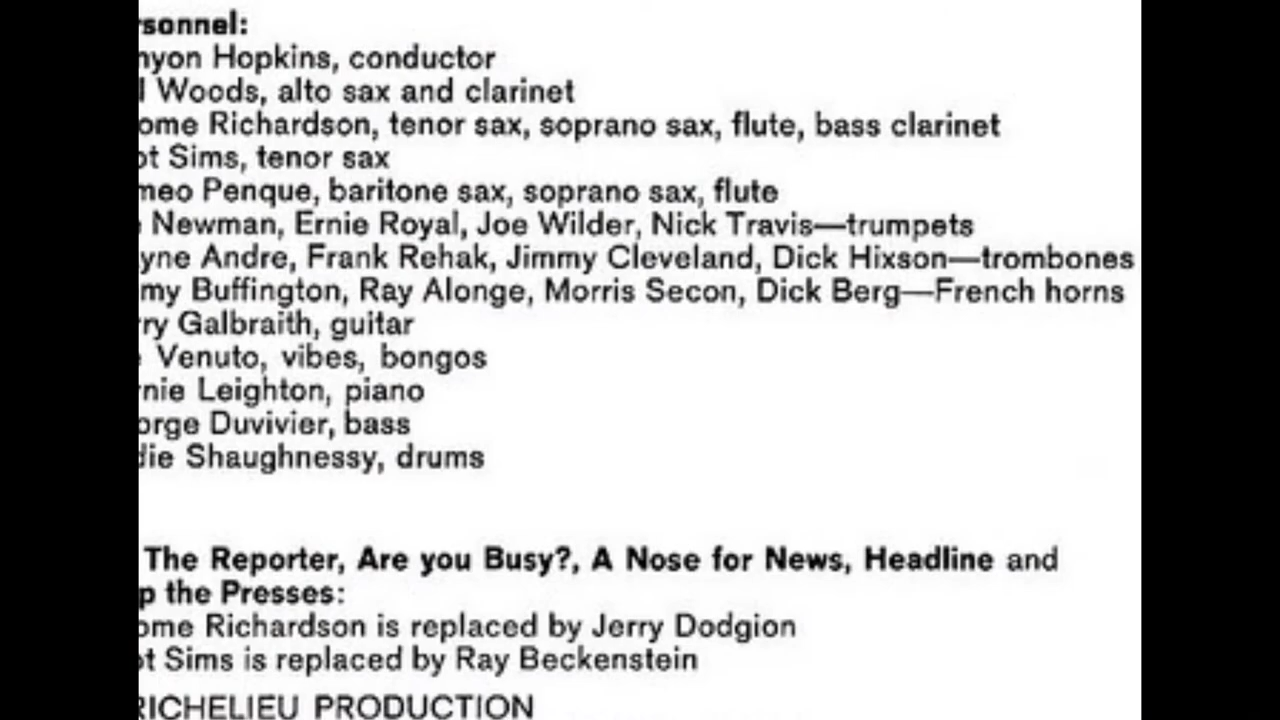 rsonnel:
nyon Hopkins, conductor
l Woods, alto sax and clarinet
ome Richardson, tenor sax, soprano sax, flute, bass clarinet
ot Sims, tenor sax
meo Penque, baritone sax, soprano sax, flute
e Newman, Ernie Royal, Joe Wilder, Nick Travis—trumpets
yne Andre, Frank Rehak, Jimmy Cleveland, Dick Hixson—trombones
my Buffington, Ray Alonge, Morris Secon, Dick Berg—French horns
ry Galbraith, guitar
e Venuto, vibes, bongos
rnie Leighton, piano
orge Duvivier, bass
die Shaughnessy, drums
The Reporter, Are you Busy?, A Nose for News, Headline and
p the Presses:
ome Richardson is replaced by Jerry Dodgion
ot Sims is replaced by Ray Beckenstein
RICHELIEU PRODUCTION